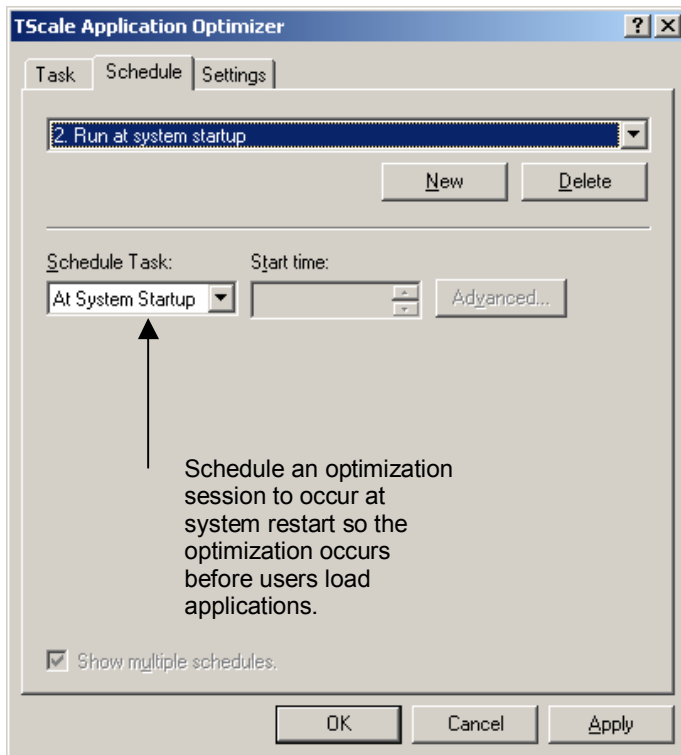 TScale Application Optimizer
Task Schedule Settings
2. Run at system startup
New Delete
Schedule Task: Start time:
At System Startup Advanced...
Schedule an optimization
session to occur at
system restart so the
optimization occurs
before users load
applications.
Show multiple schedules.
OK Cancel Apply